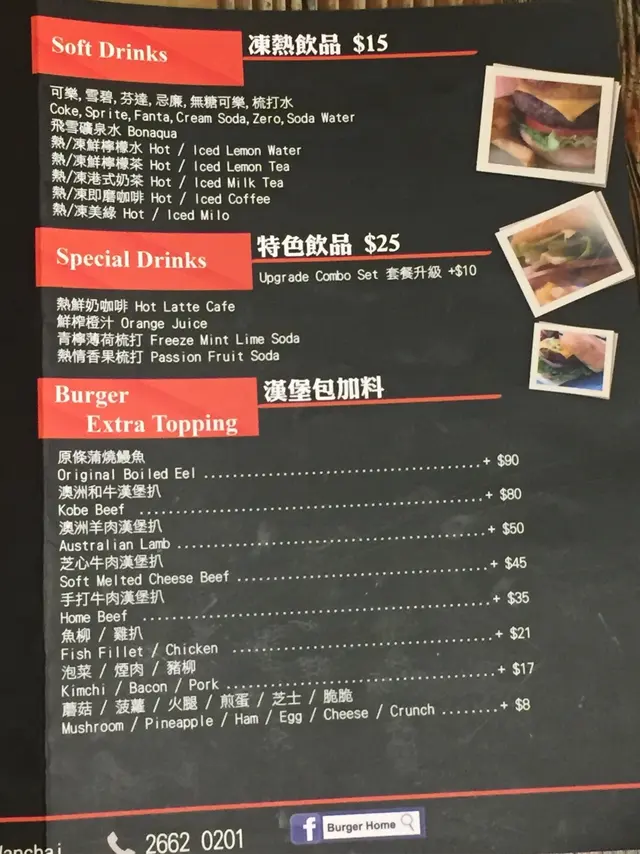 Soft Drinks 凍熱飲品 $15
可樂,雪碧,芬達,忌廉,無糖可樂,梳打水
Coke,Sprite,Fanta,Cream Soda,Zero,Soda Water
飛雪礦泉水 Bonaqua
熱/凍鮮檸檬水 Hot / Iced Lemon Water
熱/凍鮮檸檬茶 Hot / Iced Lemon Tea
熱/凍港式奶茶 Hot / Iced Milk Tea
熱/凍即磨咖啡 Hot / Iced Coffee
熱/凍美綠 Hot / Iced Milo
Special Drinks 特色飲品 $25
Upgrade Combo Set 套餐升級 +$10
熱鮮奶咖啡 Hot Latte Cafe
鮮榨橙汁 Orange Juice
青檸薄荷梳打 Freeze Mint Lime Soda
熱情香果梳打 Passion Fruit Soda
Burger 漢堡包加料
Extra Topping
原條蒲燒鰻魚
Original Boiled Eel + $90
澳洲和牛漢堡扒
Kobe Beef + $80
澳洲羊肉漢堡扒
Australian Lamb + $50
芝心牛肉漢堡扒
Soft Melted Cheese Beef + $45
手打牛肉漢堡扒
Home Beef + $35
魚柳 / 雞扒
Fish Fillet / Chicken + $21
泡菜 / 煙肉 / 豬柳
Kimchi / Bacon / Pork + $17
蘑菇 / 菠蘿 / 火腿 / 煎蛋 / 芝士 / 脆脆
Mushroom / Pineapple / Ham / Egg / Cheese / Crunch + $8
2662 0201
f Burger Home